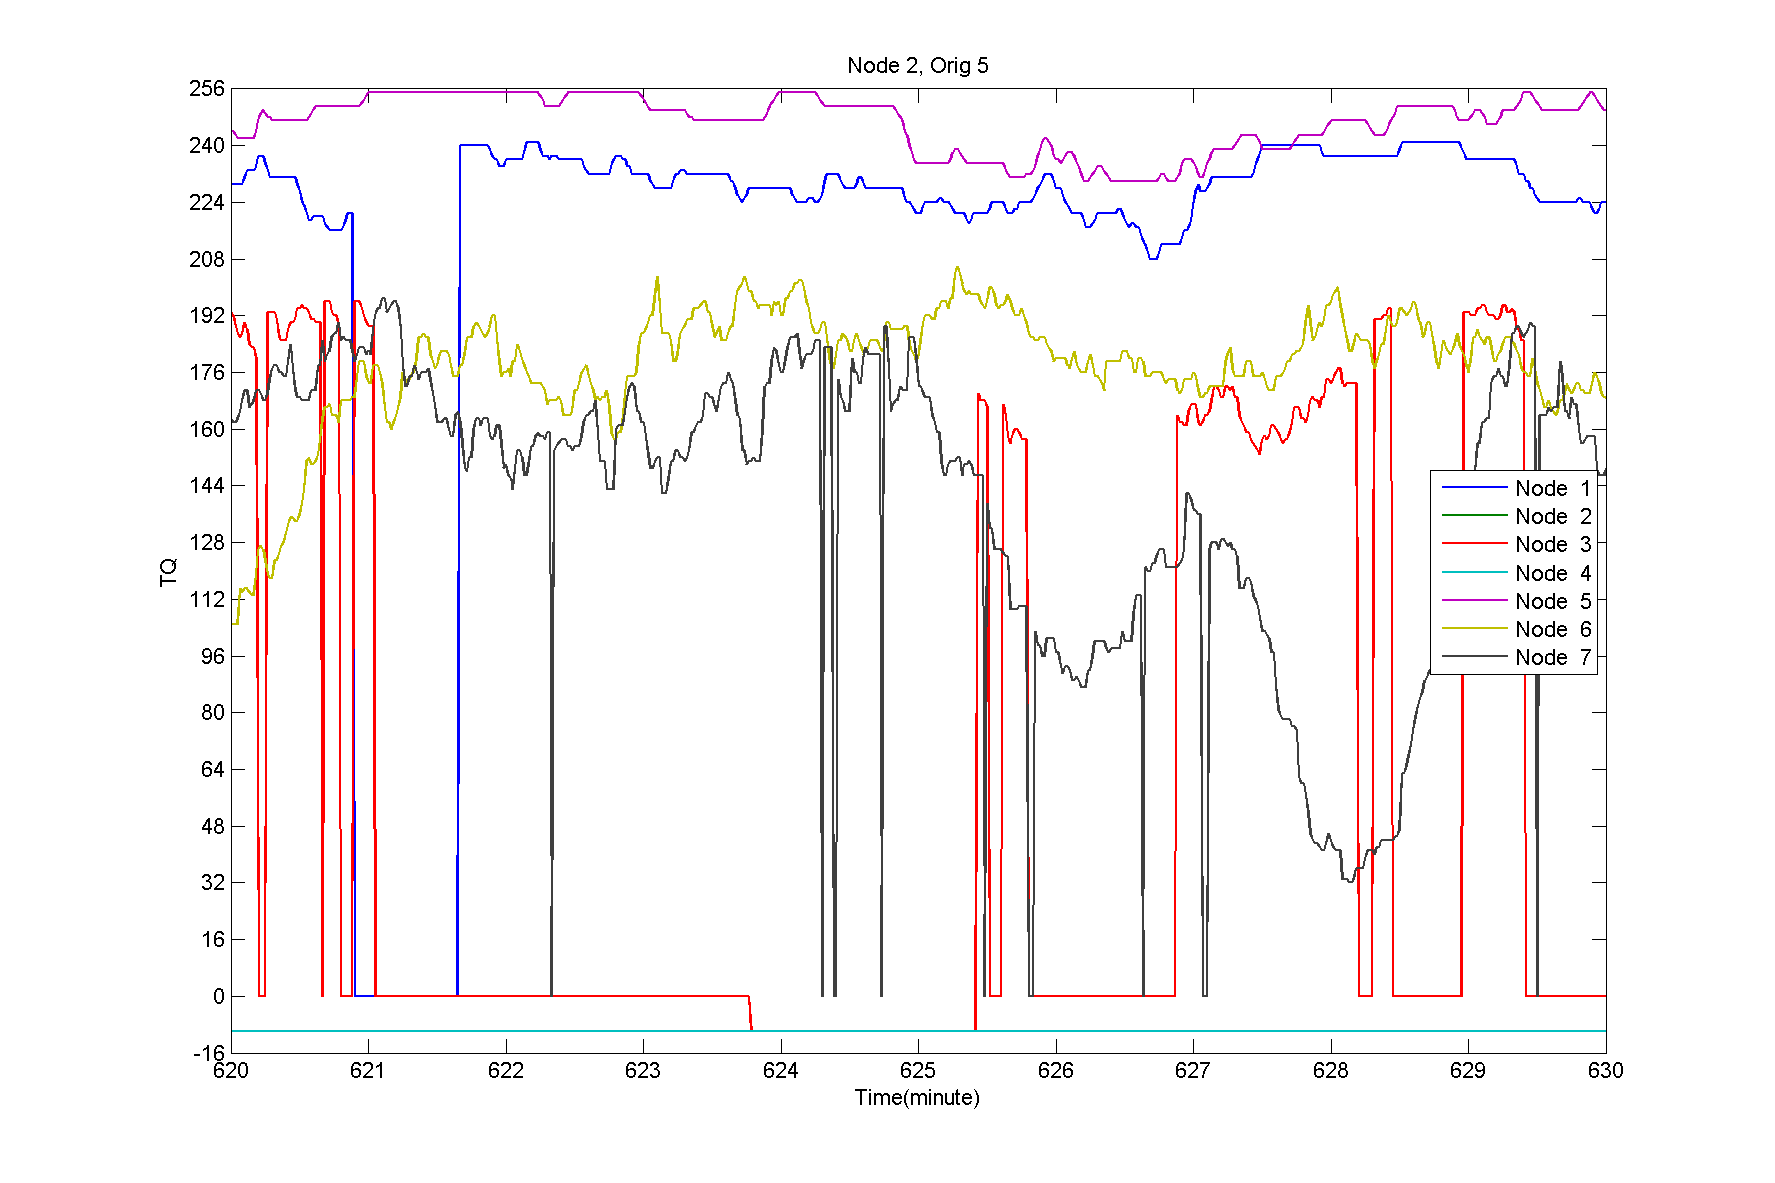 Node 2, Orig 5
256
240
224
208
192
176
160
144
128
112
96
80
64
48
32
16
0
-16
TQ
Node 1
Node 2
Node 3
Node 4
Node 5
Node 6
Node 7
620 621 622 623 624 625 626 627 628 629 630
Time(minute)